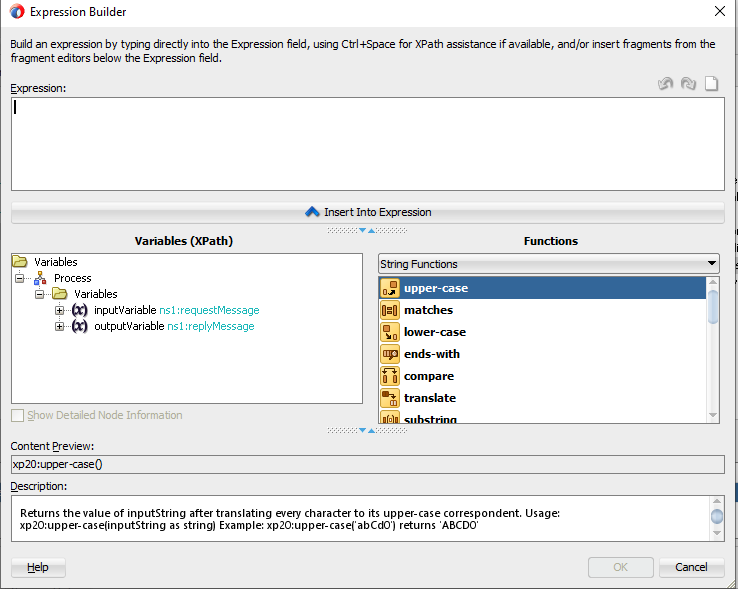 Expression Builder
Build an expression by typing directly into the Expression field, using Ctrl+Space for XPath assistance if available, and/or insert fragments from the
fragment editors below the Expression field.
Expression:
Insert Into Expression
Variables (XPath)
Functions
Variables
Process
Variables
(x) inputVariable ns1:requestMessage
(x) outputVariable ns1:replyMessage
String Functions
upper-case
matches
lower-case
ends-with
compare
translate
substring
Show Detailed Node Information
Content Preview:
xp20:upper-case()
Description:
Returns the value of inputString after translating every character to its upper-case correspondent. Usage:
xp20:upper-case(inputString as string) Example: xp20:upper-case('abCd0') returns 'ABCD0'
Help
OK
Cancel